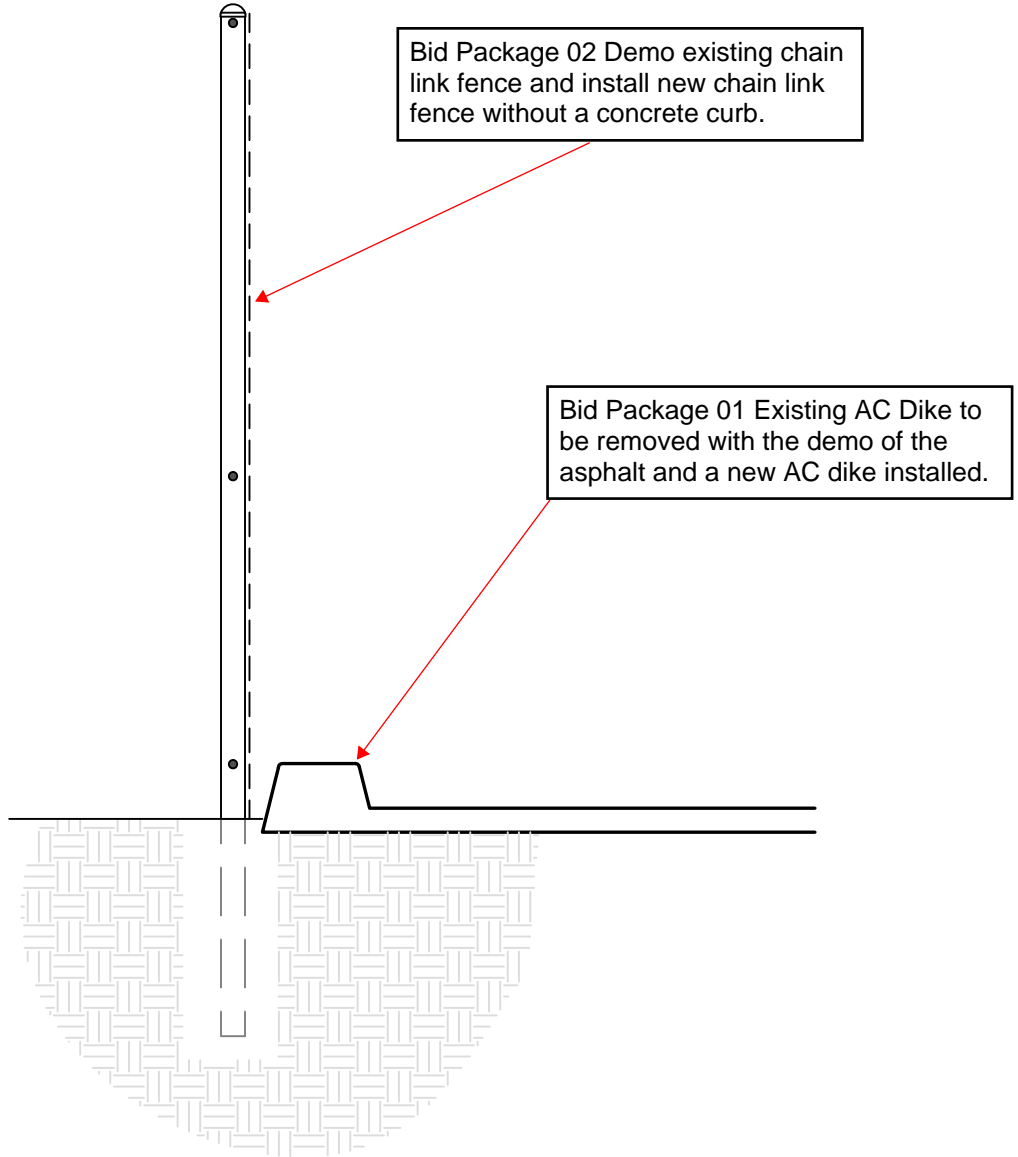 Bid Package 02 Demo existing chain
link fence and install new chain link
fence without a concrete curb.
Bid Package 01 Existing AC Dike to
be removed with the demo of the
asphalt and a new AC dike installed.